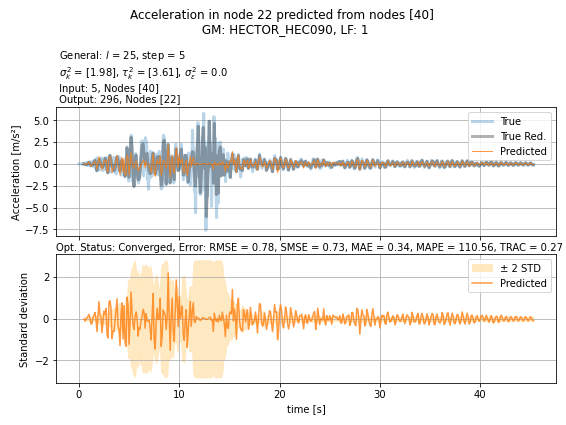 Acceleration in node 22 predicted from nodes [40]
GM: HECTOR_HEC090, LF: 1
General: l = 25, step = 5
σ²ₖ = [1.98], τ²ₖ = [3.61], σ²ε = 0.0
Input: 5, Nodes [40]
Output: 296, Nodes [22]
Acceleration [m/s²]
5.0
2.5
0.0
−2.5
−5.0
−7.5
True
True Red.
Predicted
Opt. Status: Converged, Error: RMSE = 0.78, SMSE = 0.73, MAE = 0.34, MAPE = 110.56, TRAC = 0.27
Standard deviation
2
0
−2
± 2 STD
Predicted
0
10
20
30
40
time [s]